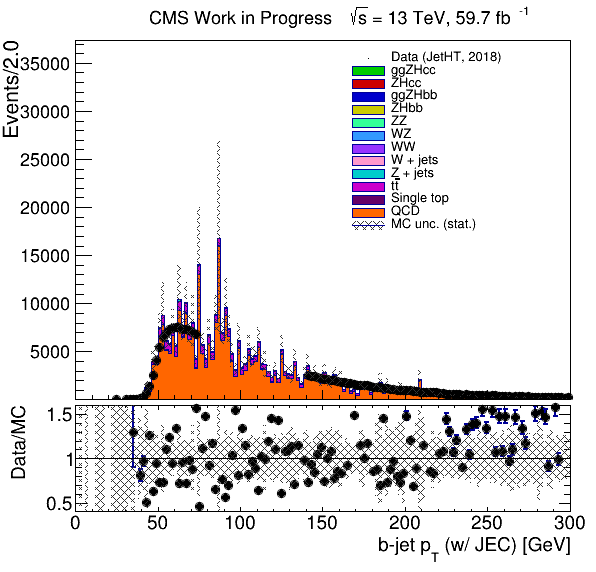 CMS Work in Progress √s = 13 TeV, 59.7 fb -1
Events/2.0
35000
30000
25000
20000
15000
10000
5000
Data (JetHT, 2018)
ggZHcc
ZHcc
ggZHbb
ZHbb
ZZ
WZ
WW
W + jets
Z + jets
tt̅
Single top
QCD
MC unc. (stat.)
Data/MC
1.5
1
0.5
0 50 100 150 200 250 300
b-jet p_T (w/ JEC) [GeV]